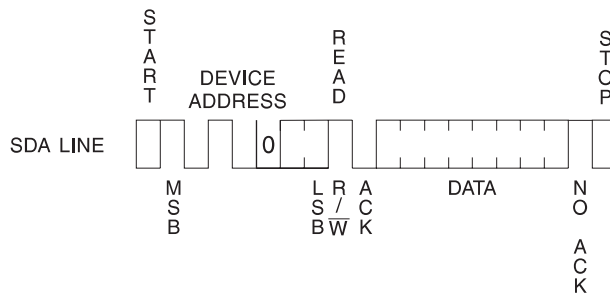 START
READ
STOP
DEVICE
ADDRESS
SDA LINE
0
MSB
LSB
R/W
ACK
DATA
NO ACK